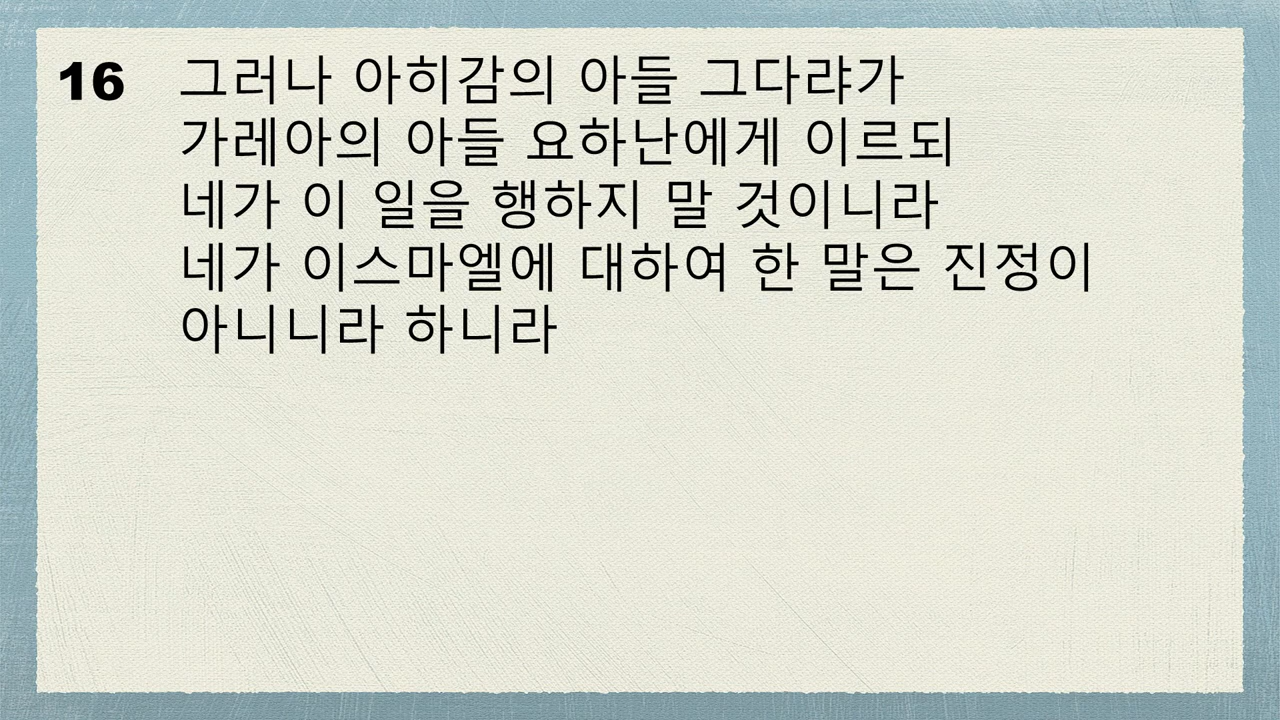 16 그러나 아히감의 아들 그다랴가
가레아의 아들 요하난에게 이르되
네가 이 일을 행하지 말 것이니라
네가 이스마엘에 대하여 한 말은 진정이
아니니라 하니라